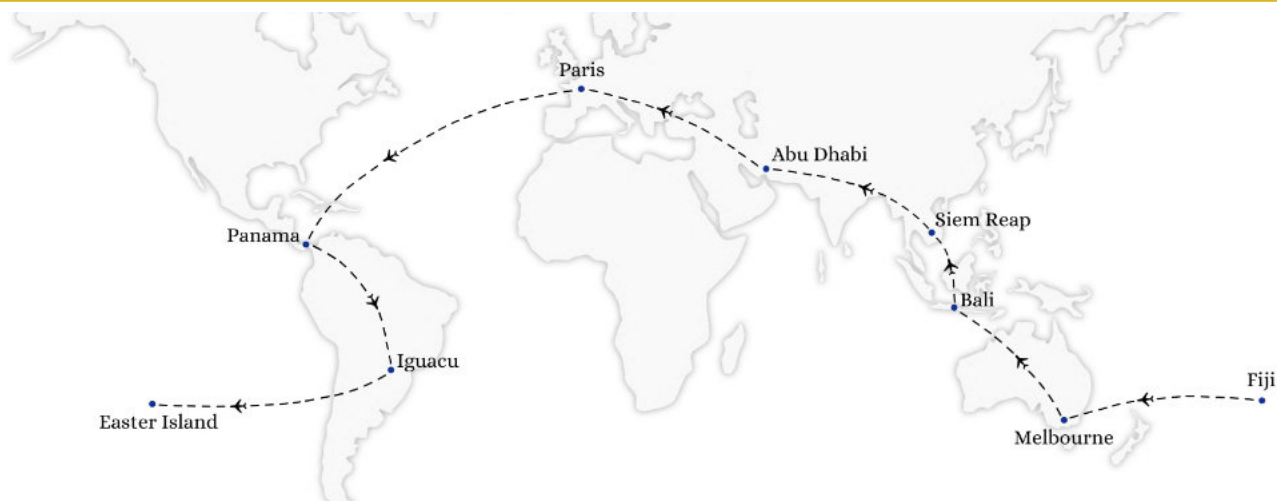 Paris
Abu Dhabi
Siem Reap
Panama
Bali
Iguacu
Fiji
Easter Island
Melbourne